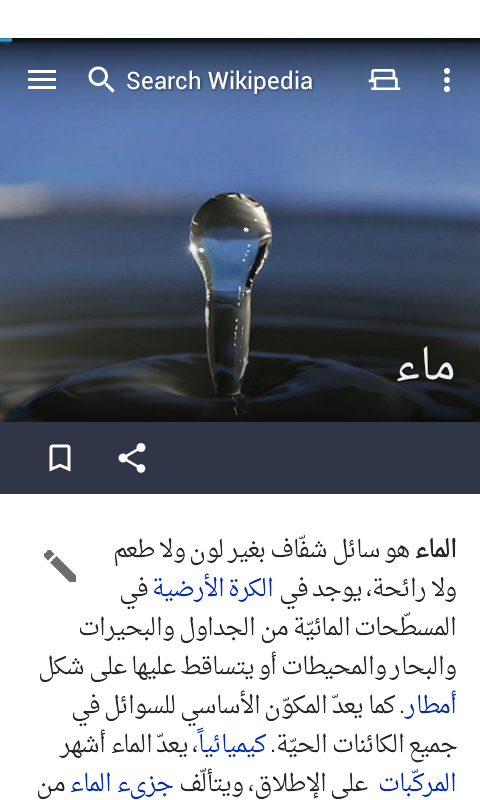 Search Wikipedia
ماء
الماء هو سائل شفّاف بغير لون ولا طعم
ولا رائحة، يوجد في الكرة الأرضية في
المسطّحات المائيّة من الجداول والبحيرات
والبحار والمحيطات أو يتساقط عليها على شكل
أمطار. كما يعدّ المكوّن الأساسي للسوائل في
جميع الكائنات الحيّة. كيميائياً، يعدّ الماء أشهر
المركّبات على الإطلاق، ويتألّف جزيء الماء من